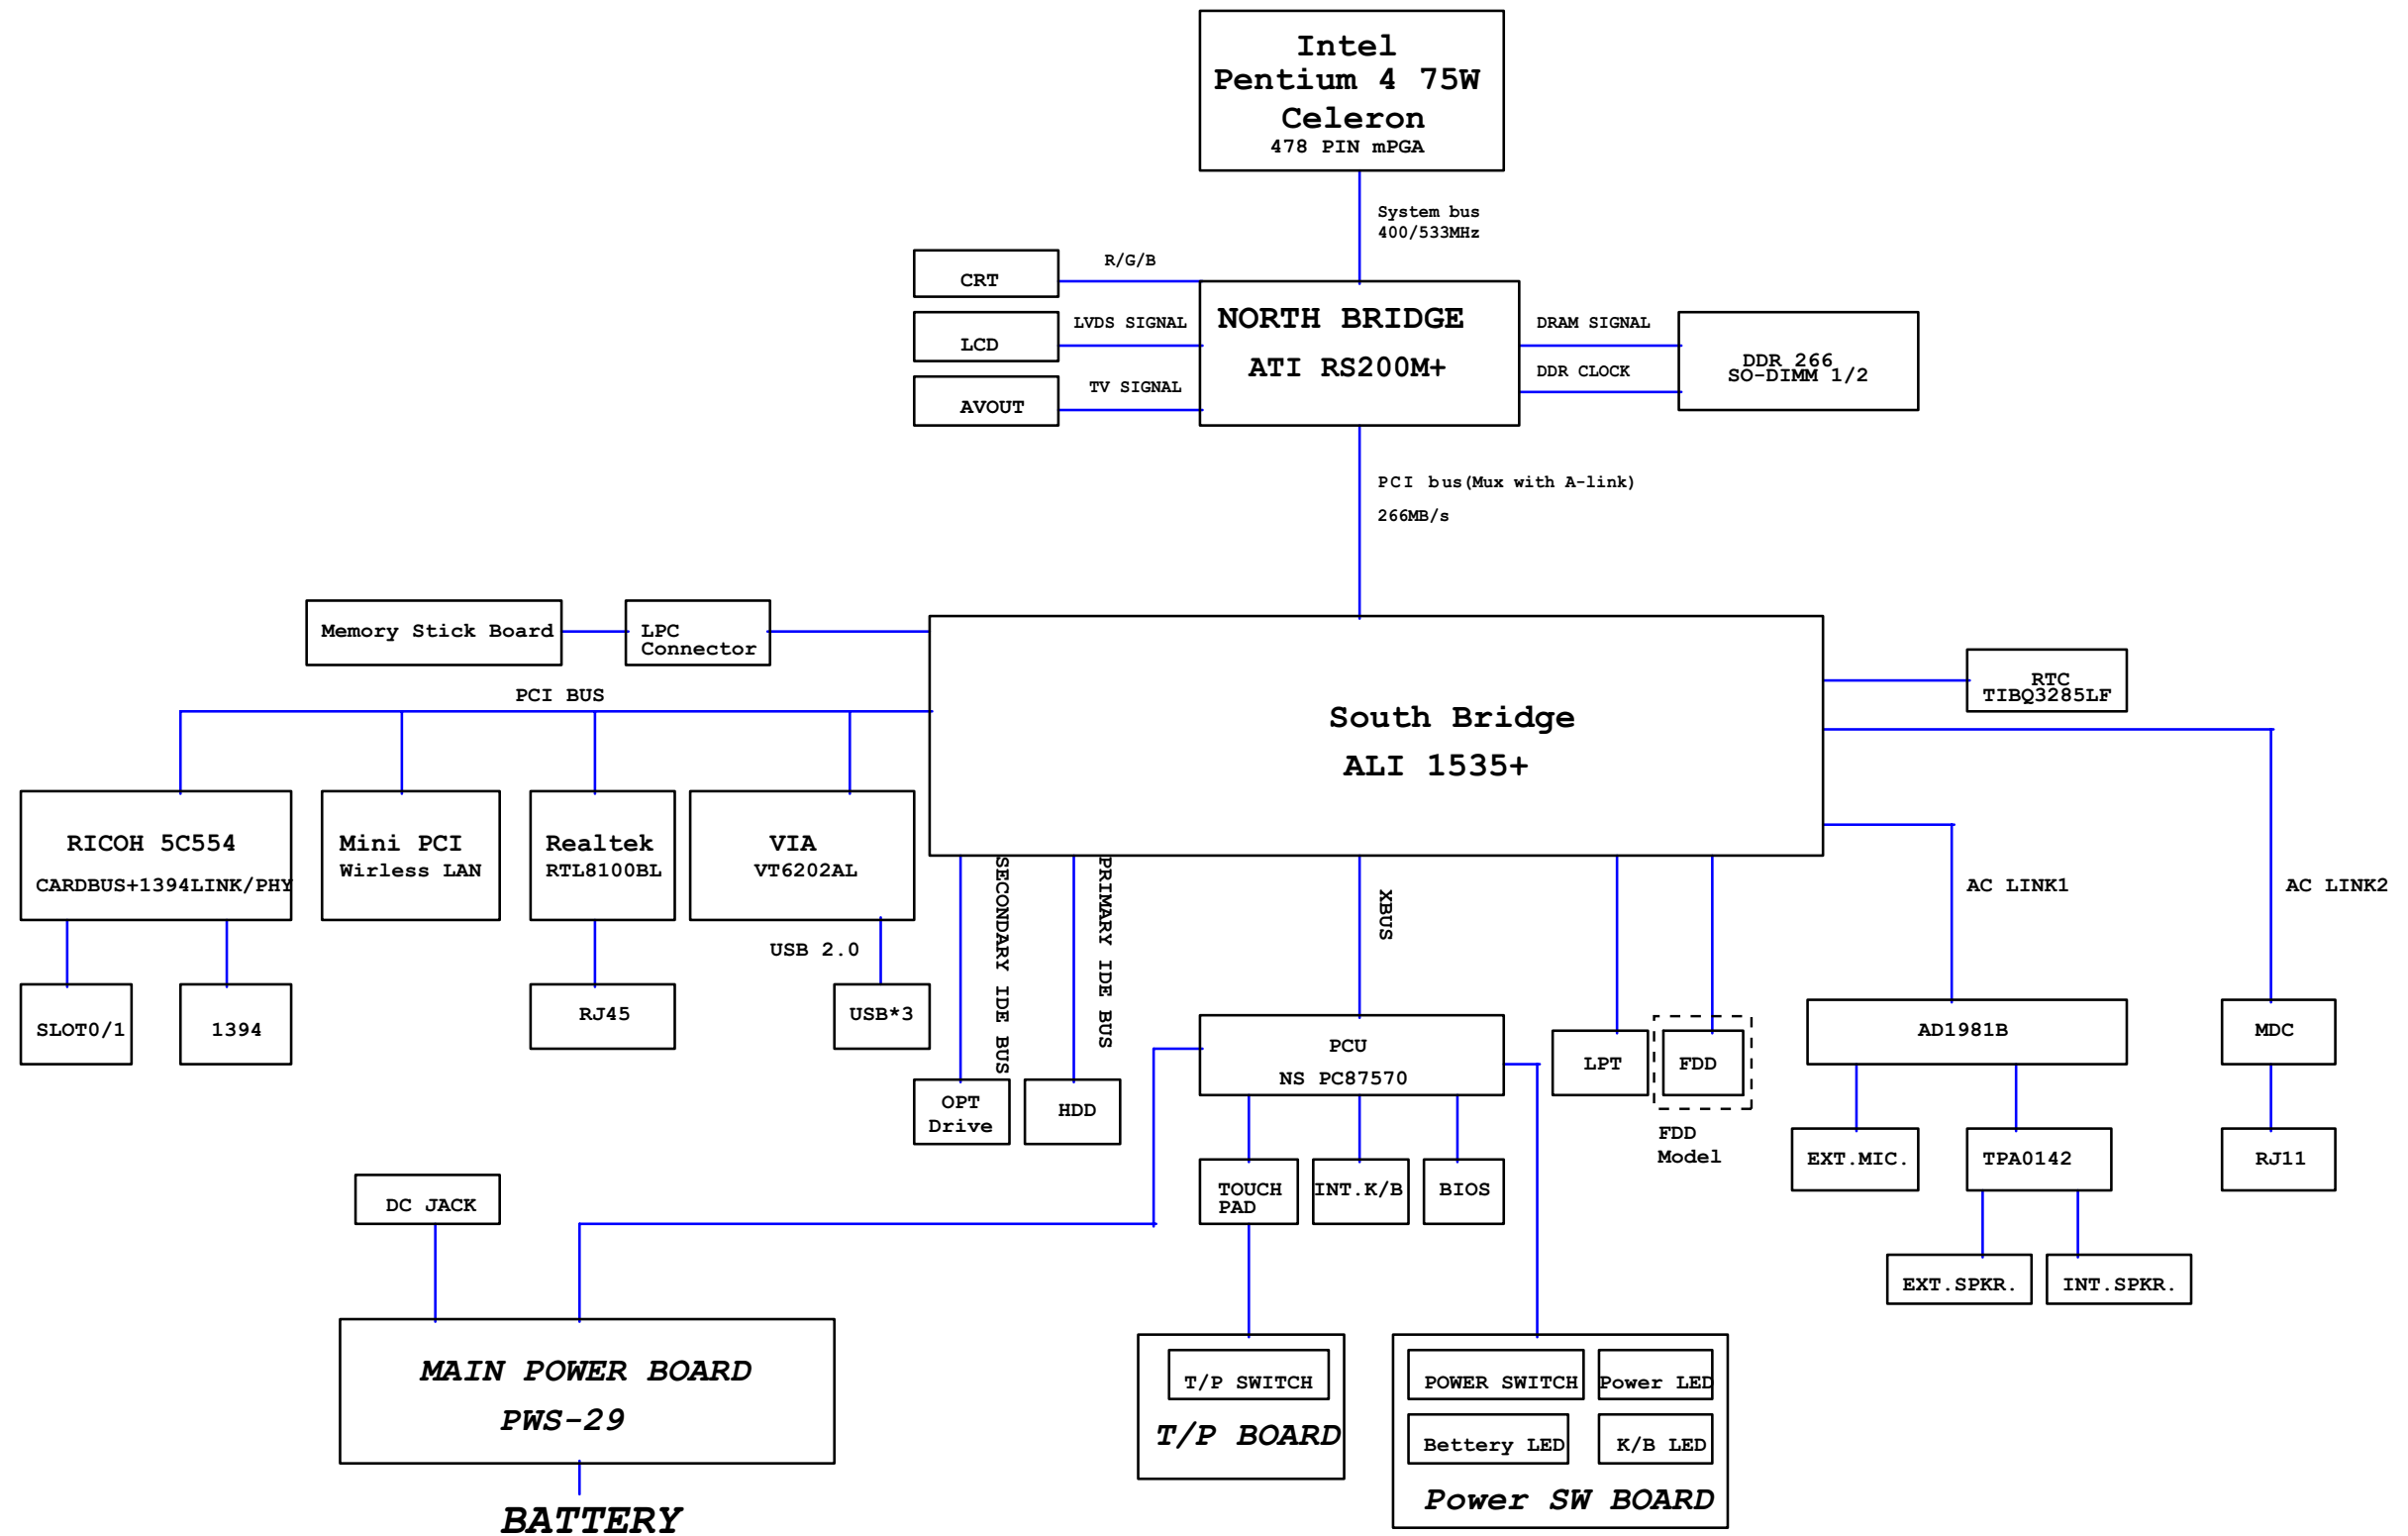 Intel
Pentium 4 75W
Celeron
478 PIN mPGA
System bus
400/533MHz
R/G/B
CRT
LVDS SIGNAL
LCD
TV SIGNAL
AVOUT
NORTH BRIDGE
ATI RS200M+
DRAM SIGNAL
DDR CLOCK
DDR 266
SO-DIMM 1/2
PCI bus(Mux with A-link)
266MB/s
Memory Stick Board
LPC
Connector
PCI BUS
South Bridge
ALI 1535+
RTC
TIBQ3285LF
RICOH 5C554
CARDBUS+1394LINK/PHY
Mini PCI
Wirless LAN
Realtek
RTL8100BL
VIA
VT6202AL
SECONDARY IDE BUS
PRIMARY IDE BUS
XBUS
AC LINK1
AC LINK2
USB 2.0
SLOT0/1
1394
RJ45
USB*3
OPT
Drive
HDD
PCU
NS PC87570
LPT
FDD
FDD
Model
AD1981B
MDC
EXT.MIC.
TPA0142
RJ11
DC JACK
TOUCH
PAD
INT.K/B
BIOS
EXT.SPKR.
INT.SPKR.
MAIN POWER BOARD
PWS-29
T/P SWITCH
T/P BOARD
POWER SWITCH
Power LED
Bettery LED
K/B LED
Power SW BOARD
BATTERY